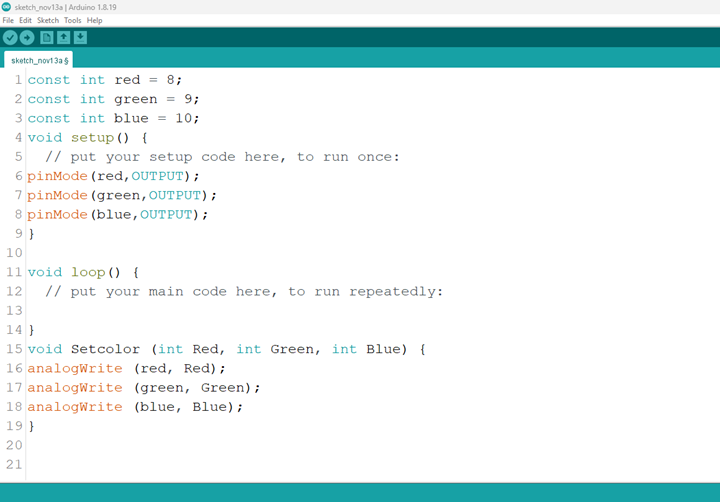 sketch_nov13a | Arduino 1.8.19
File Edit Sketch Tools Help
sketch_nov13a §
1 const int red = 8;
2 const int green = 9;
3 const int blue = 10;
4 void setup() {
5   // put your setup code here, to run once:
6 pinMode(red,OUTPUT);
7 pinMode(green,OUTPUT);
8 pinMode(blue,OUTPUT);
9 }
10
11 void loop() {
12   // put your main code here, to run repeatedly:
13
14 }
15 void Setcolor (int Red, int Green, int Blue) {
16 analogWrite (red, Red);
17 analogWrite (green, Green);
18 analogWrite (blue, Blue);
19 }
20
21